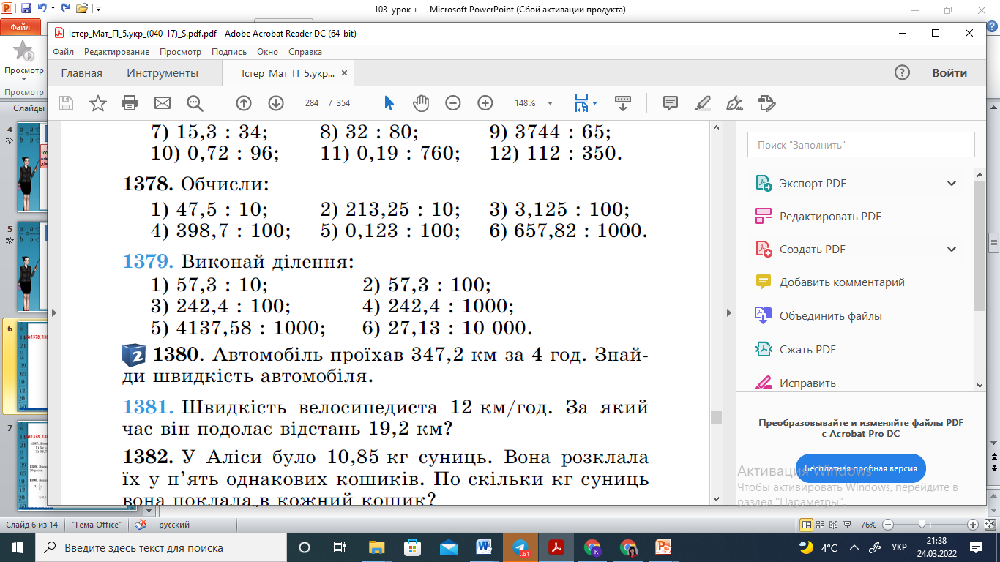 103 урок + - Microsoft PowerPoint (Сбой активации продукта)
Файл
Істер_Мат_П_5.укр_(040-17)_S.pdf.pdf - Adobe Acrobat Reader DC (64-bit)
Файл Редактирование Просмотр Подпись Окно Справка
Просмотр
Главная Инструменты Істер_Мат_П_5.укр... Войти
Просмотр
284 / 354 148%
Слайды
7) 15,3 : 34; 8) 32 : 80; 9) 3744 : 65;
10) 0,72 : 96; 11) 0,19 : 760; 12) 112 : 350.
1378. Обчисли:
1) 47,5 : 10; 2) 213,25 : 10; 3) 3,125 : 100;
4) 398,7 : 100; 5) 0,123 : 100; 6) 657,82 : 1000.
1379. Виконай ділення:
1) 57,3 : 10; 2) 57,3 : 100;
3) 242,4 : 100; 4) 242,4 : 1000;
5) 4137,58 : 1000; 6) 27,13 : 10 000.
2 1380. Автомобіль проїхав 347,2 км за 4 год. Знай-
ди швидкість автомобіля.
1381. Швидкість велосипедиста 12 км/год. За який
час він подолає відстань 19,2 км?
1382. У Аліси було 10,85 кг суниць. Вона розклала
їх у п’ять однакових кошиків. По скільки кг суниць
вона поклала в кожний кошик?
Поиск "Заполнить"
Экспорт PDF
Редактировать PDF
Создать PDF
Добавить комментарий
Объединить файлы
Сжать PDF
Исправить
Преобразовывайте и изменяйте файлы PDF
с Acrobat Pro DC
Бесплатная пробная версия
Активация Windows
Чтобы активировать Windows, перейдите в
раздел "Параметры".
4
5
6
7
Слайд 6 из 14 "Тема Office" русский 76%
Введите здесь текст для поиска
61
4°C УКР 21:38
24.03.2022